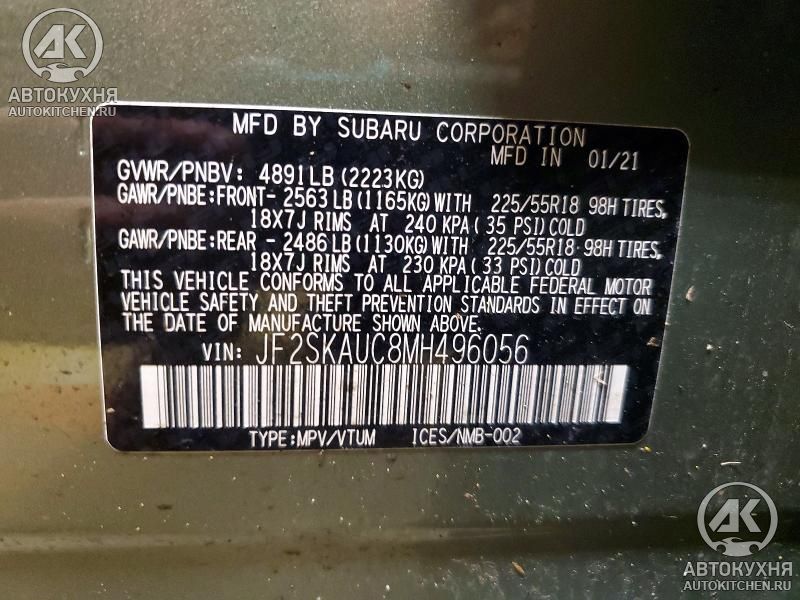 АК
АВТОКУХНЯ
AUTOKITCHEN.RU
MFD BY SUBARU CORPORATION
MFD IN 01/21
GVWR/PNBV: 4891LB (2223KG)
GAWR/PNBE:FRONT- 2563LB (1165KG) WITH 225/55R18 98H TIRES,
18X7J RIMS AT 240 KPA ( 35 PSI) COLD
GAWR/PNBE:REAR - 2486LB (1130KG) WITH 225/55R18 98H TIRES,
18X7J RIMS AT 230 KPA ( 33 PSI) COLD
THIS VEHICLE CONFORMS TO ALL APPLICABLE FEDERAL MOTOR
VEHICLE SAFETY AND THEFT PREVENTION STANDARDS IN EFFECT ON
THE DATE OF MANUFACTURE SHOWN ABOVE.
VIN: JF2SKAUC8MH496056
TYPE:MPV/VTUM ICES/NMB-002
АК
АВТОКУХНЯ
AUTOKITCHEN.RU